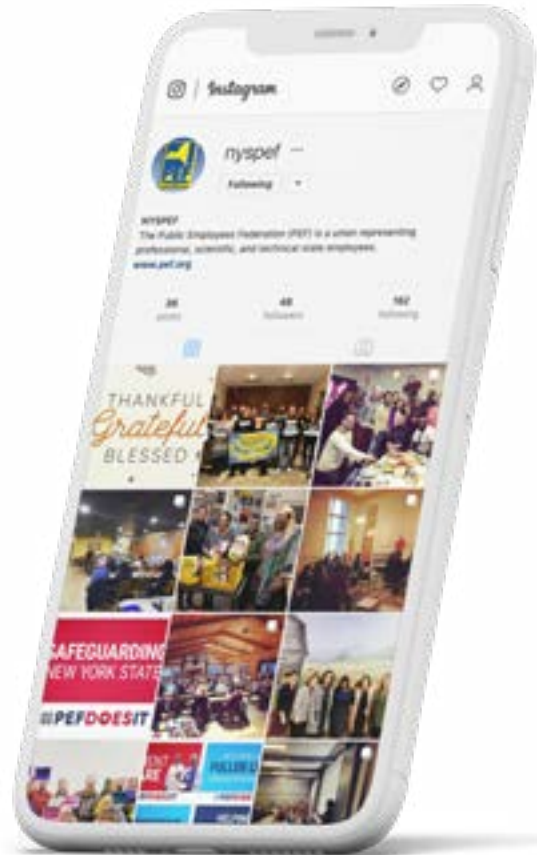 Instagram
nyspef
Following
NYSPEF
The Public Employees Federation (PEF) is a union representing
professional, scientific, and technical state employees.
www.pef.org
posts
followers
162
following
THANKFUL
Grateful
BLESSED
SAFEGUARDING
NEW YORK STATE
#PEFDOESIT